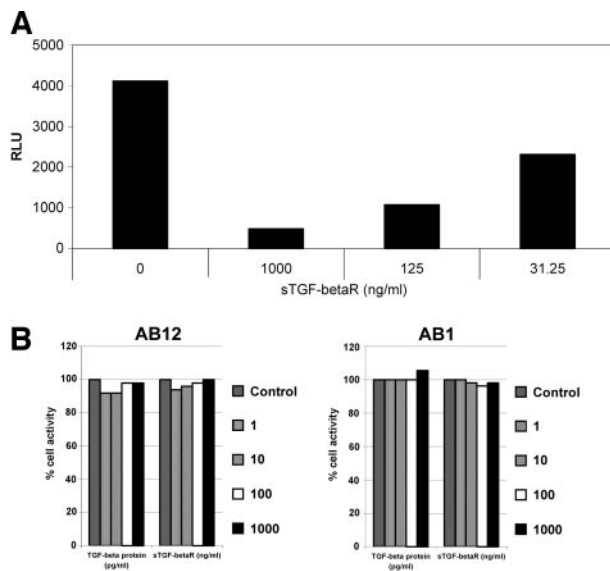 A
5000
4000
3000
2000
1000
0
RLU
0 1000 125 31.25
sTGF-betaR (ng/ml)
B
AB12
120
100
80
60
40
20
0
% cell activity
TGF-beta protein (pg/ml)
sTGF-betaR (ng/ml)
Control
1
10
100
1000
AB1
120
100
80
60
40
20
0
% cell activity
TGF-beta protein (pg/ml)
sTGF-betaR (ng/ml)
Control
1
10
100
1000